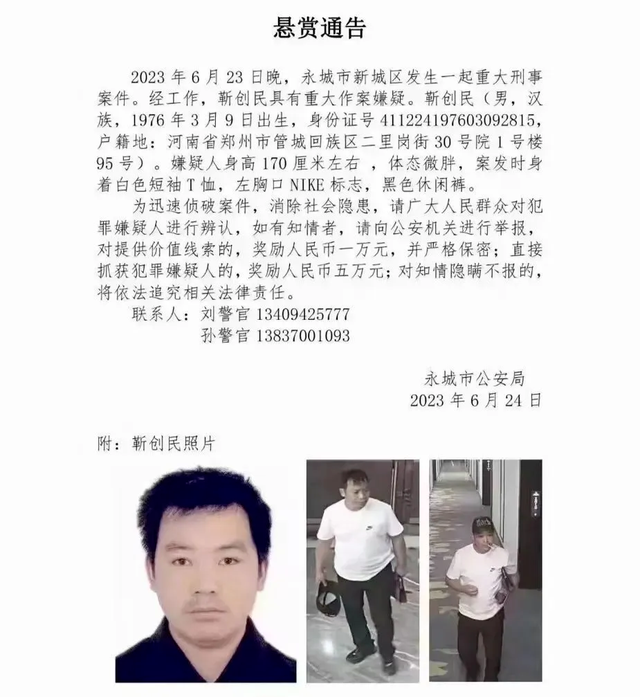 悬赏通告
2023 年 6 月 23 日晚，永城市新城区发生一起重大刑事
案件。经工作，靳创民具有重大作案嫌疑。靳创民（男，汉
族，1976 年 3 月 9 日出生，身份证号 411224197603092815，
户籍地：河南省郑州市管城回族区二里岗街 30 号院 1 号楼
95 号）。嫌疑人身高 170 厘米左右 ，体态微胖，案发时身
着白色短袖 T 恤，左胸口 NIKE 标志，黑色休闲裤。
为迅速侦破案件，消除社会隐患，请广大人民群众对犯
罪嫌疑人进行辨认，如有知情者，请向公安机关进行举报，
对提供价值线索的，奖励人民币一万元，并严格保密；直接
抓获犯罪嫌疑人的，奖励人民币五万元；对知情隐瞒不报的，
将依法追究相关法律责任。
联系人：刘警官 13409425777
孙警官 13837001093
永城市公安局
2023 年 6 月 24 日
附：靳创民照片